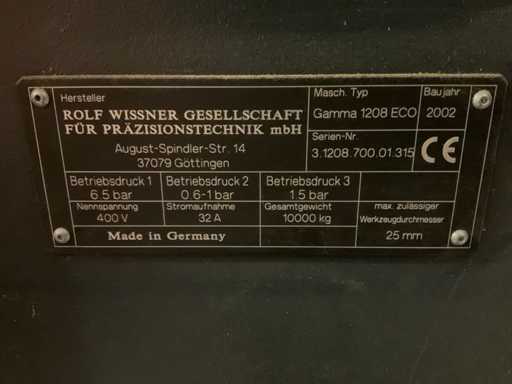 Hersteller
ROLF WISSNER GESELLSCHAFT
FÜR PRÄZISIONSTECHNIK mbH
August-Spindler-Str. 14
37079 Göttingen
Masch. Typ
Gamma 1208 ECO
Baujahr
2002
Serien-Nr.
3.1208.700.01.315
CE
Betriebsdruck 1
6.5 bar
Betriebsdruck 2
0.6-1 bar
Betriebsdruck 3
1.5 bar
Nennspannung
400 V
Stromaufnahme
32 A
Gesamtgewicht
10000 kg
max. zulässiger
Werkzeugdurchmesser
25 mm
Made in Germany